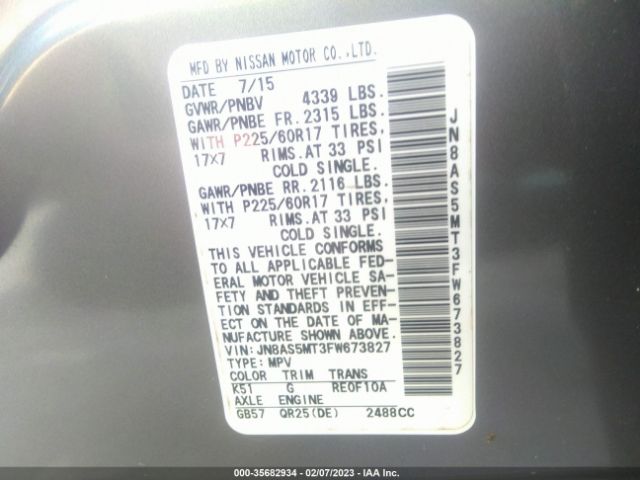 MFD BY NISSAN MOTOR CO.,LTD.
DATE 7/15
GVWR/PNBV 4339 LBS.
GAWR/PNBE FR. 2315 LBS.
WITH P225/60R17 TIRES,
17X7 RIMS. AT 33 PSI
COLD SINGLE.
GAWR/PNBE RR. 2116 LBS.
WITH P225/60R17 TIRES,
17X7 RIMS. AT 33 PSI
COLD SINGLE.
THIS VEHICLE CONFORMS
TO ALL APPLICABLE FED-
ERAL MOTOR VEHICLE SA-
FETY AND THEFT PREVEN-
TION STANDARDS IN EFF-
ECT ON THE DATE OF MA-
NUFACTURE SHOWN ABOVE.
VIN: JN8AS5MT3FW673827
TYPE: MPV
COLOR TRIM TRANS
K51 G RE0F10A
AXLE ENGINE
GB57 QR25(DE) 2488CC
JN8AS5MT3FW673827
000-35682934 - 02/07/2023 - IAA Inc.